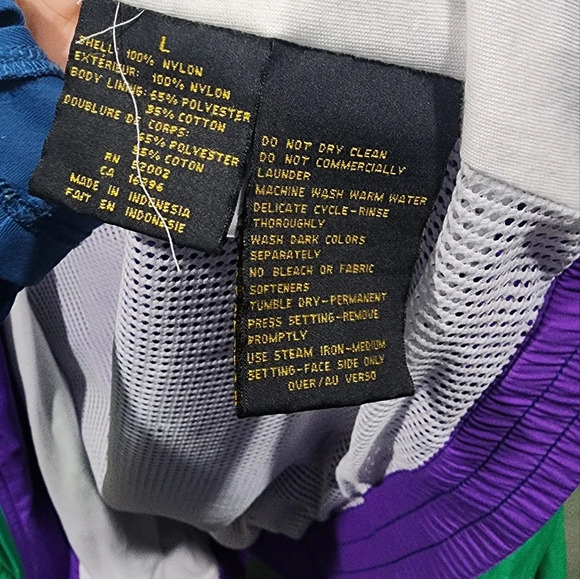 L
SHELL: 100% NYLON
EXTÉRIEUR: 100% NYLON
BODY LINING: 65% POLYESTER
35% COTTON
DOUBLURE DE CORPS:
65% POLYESTER
35% COTON
RN 52002
CA 16396
MADE IN INDONESIA
FAIT EN INDONESIE
DO NOT DRY CLEAN
DO NOT COMMERCIALLY
LAUNDER
MACHINE WASH WARM WATER
DELICATE CYCLE-RINSE
THOROUGHLY
WASH DARK COLORS
SEPARATELY
NO BLEACH OR FABRIC
SOFTENERS
TUMBLE DRY-PERMANENT
PRESS SETTING-REMOVE
PROMPTLY
USE STEAM IRON-MEDIUM
SETTING-FACE SIDE ONLY
OVER/AU VERSO